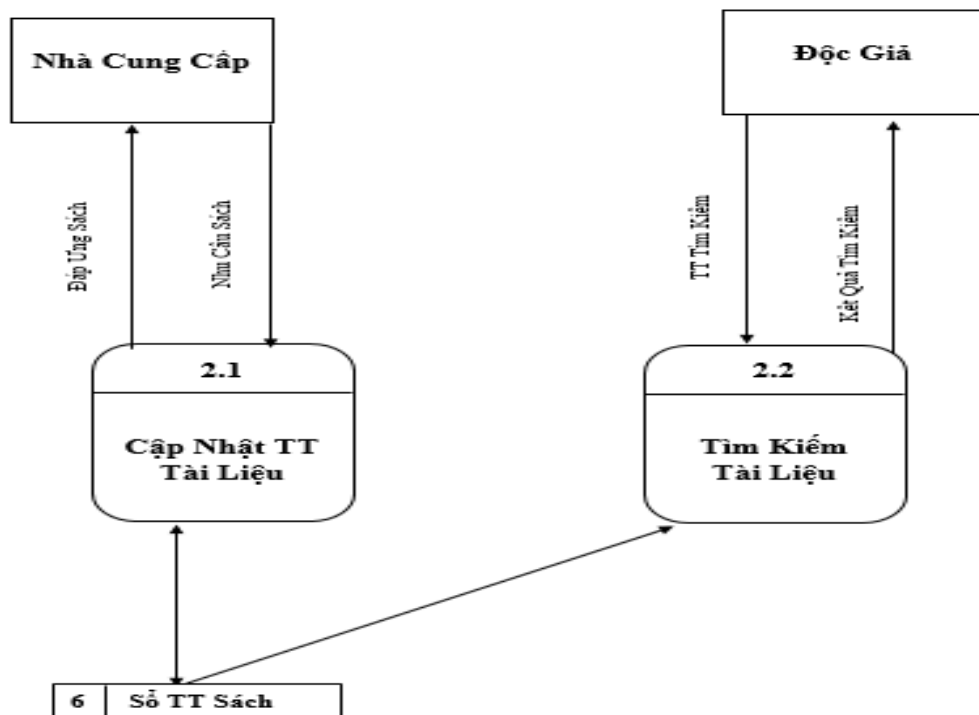 Nhà Cung Cấp
Độc Giả
Đáp Ứng Sách
Nhu Cầu Sách
TT Tìm Kiếm
Kết Quả Tìm Kiếm
2.1
Cập Nhật TT
Tài Liệu
2.2
Tìm Kiếm
Tài Liệu
6 Sổ TT Sách